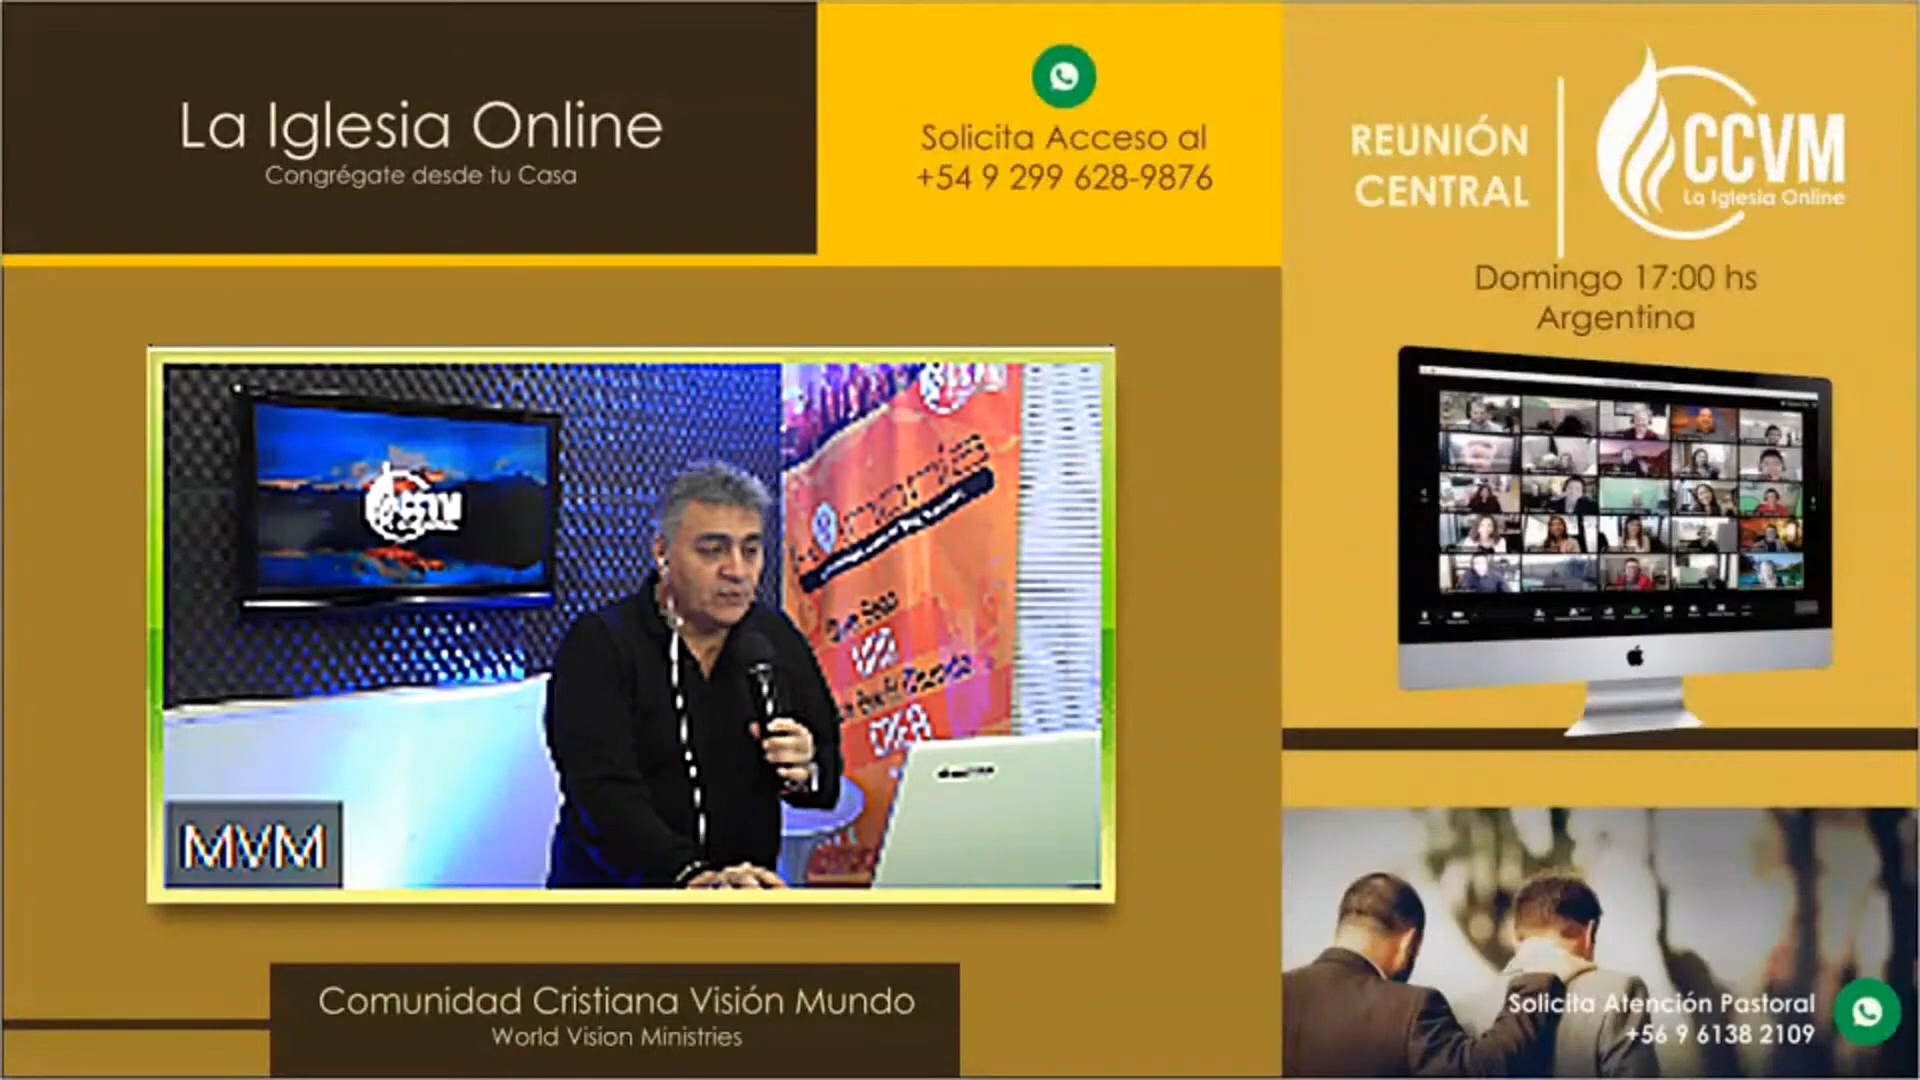 La Iglesia Online
Congrégate desde tu Casa
Solicita Acceso al
+54 9 299 628-9876
REUNIÓN
CENTRAL
CCVM
La Iglesia Online
Domingo 17:00 hs
Argentina
MVM
Comunidad Cristiana Visión Mundo
World Vision Ministries
Solicita Atención Pastoral
+56 9 6138 2109